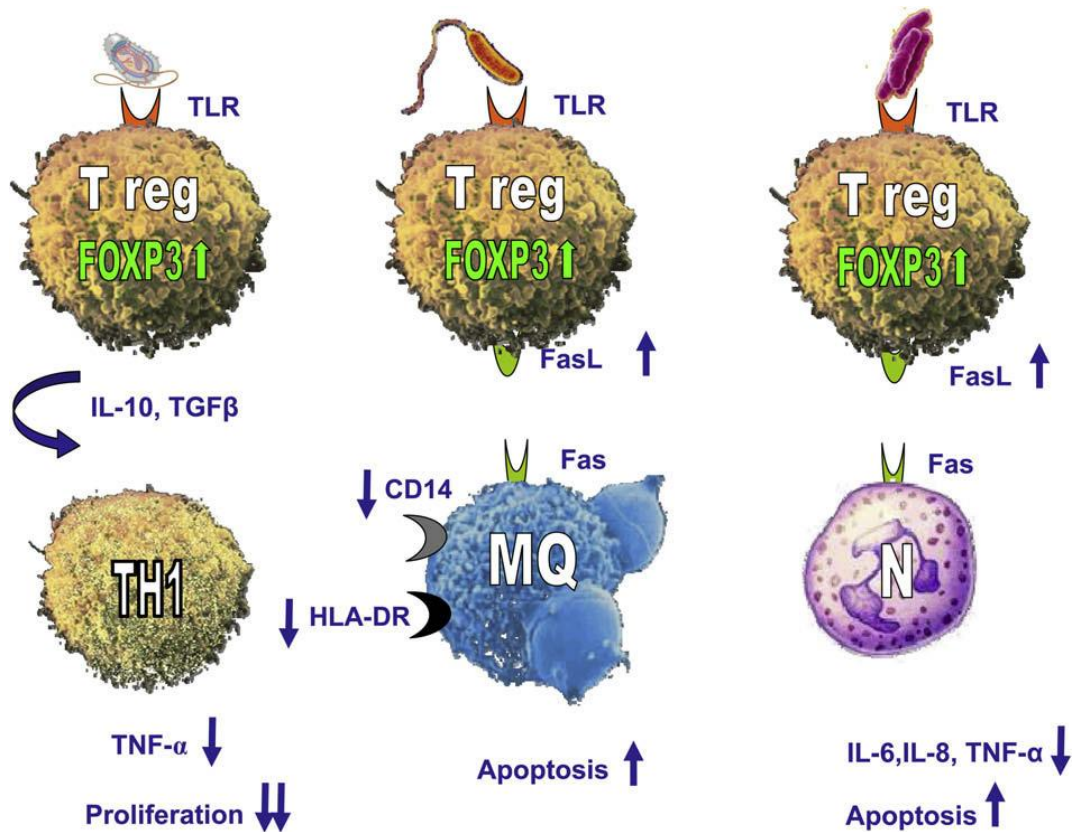 TLR
TLR
TLR
T reg
FOXP3↑
T reg
FOXP3↑
T reg
FOXP3↑
FasL ↑
FasL ↑
IL-10, TGFβ
Fas
Fas
↓ CD14
TH1
MQ
N
↓ HLA-DR
TNF-α ↓
Proliferation ↓↓
Apoptosis ↑
IL-6,IL-8, TNF-α ↓
Apoptosis ↑